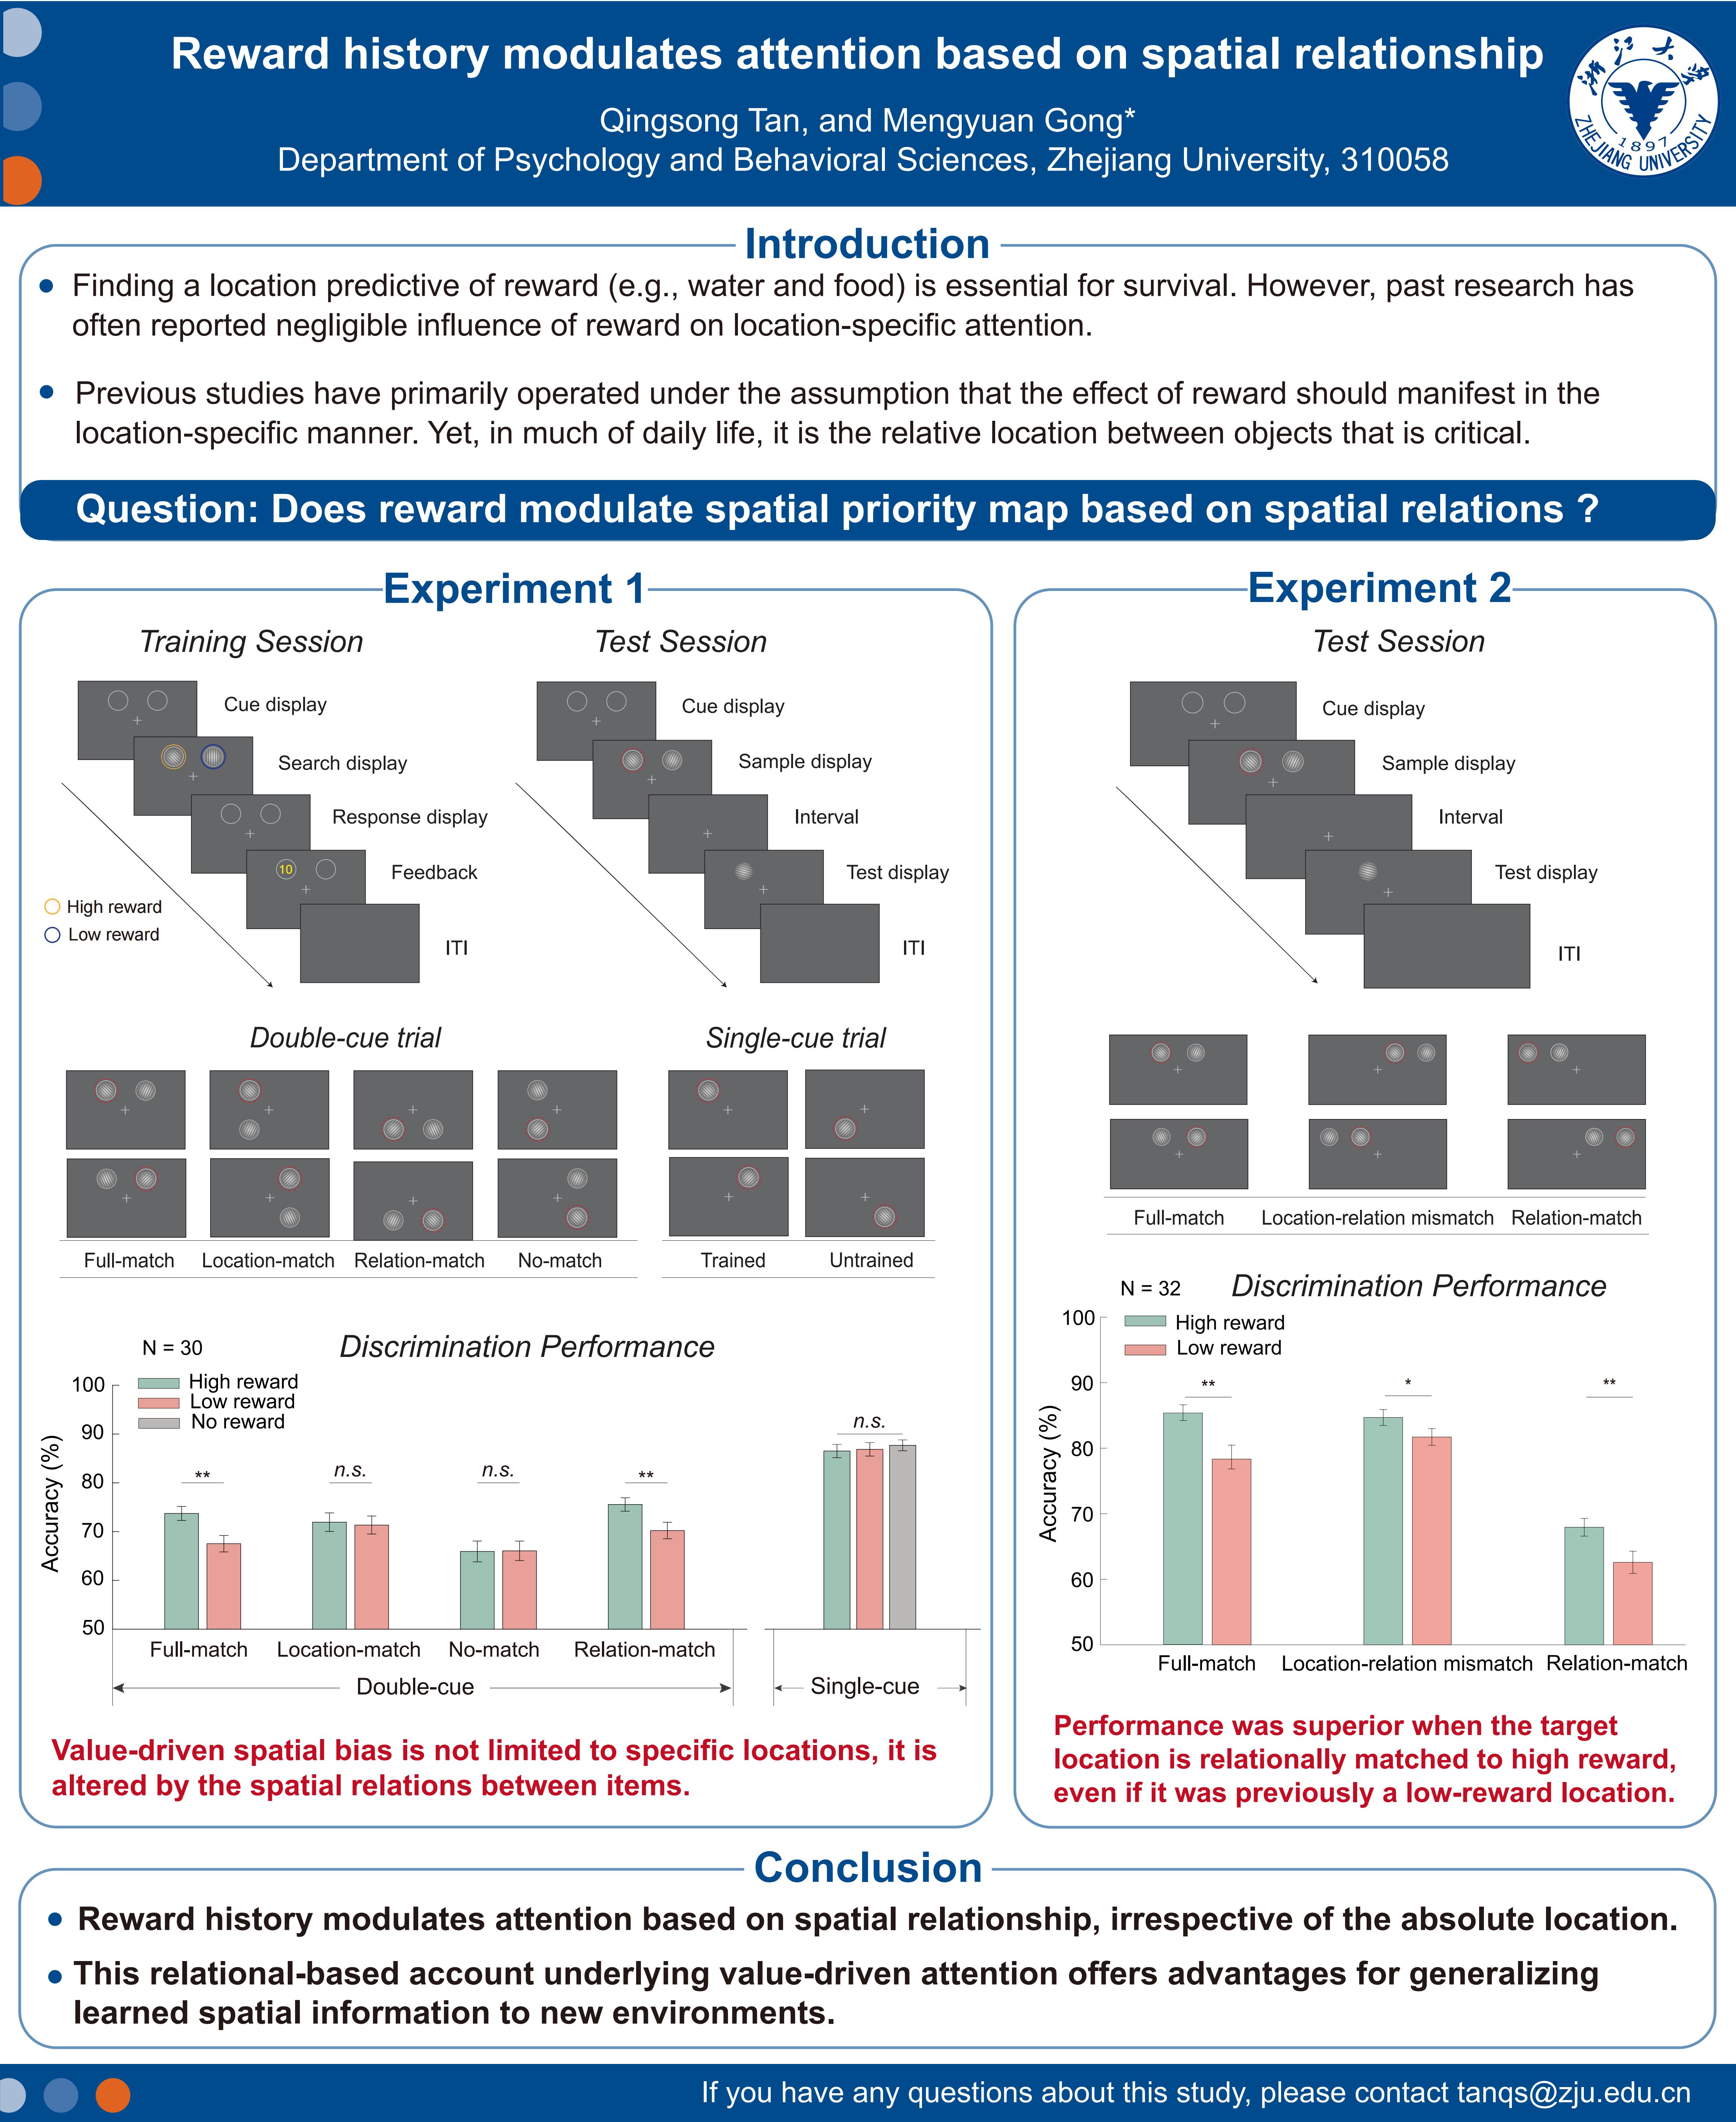 Reward history modulates attention based on spatial relationship
Qingsong Tan, and Mengyuan Gong*
Department of Psychology and Behavioral Sciences, Zhejiang University, 310058
ZHEJIANG UNIVERSITY
1897
Introduction
Finding a location predictive of reward (e.g., water and food) is essential for survival. However, past research has
often reported negligible influence of reward on location-specific attention.
Previous studies have primarily operated under the assumption that the effect of reward should manifest in the
location-specific manner. Yet, in much of daily life, it is the relative location between objects that is critical.
Question: Does reward modulate spatial priority map based on spatial relations ?
Experiment 1
Training Session
Cue display
Search display
Response display
10
Feedback
ITI
High reward
Low reward
Test Session
Cue display
Sample display
Interval
Test display
ITI
Double-cue trial
Full-match Location-match Relation-match No-match
Single-cue trial
Trained Untrained
N = 30
Discrimination Performance
High reward
Low reward
No reward
Accuracy (%)
100
90
80
70
60
50
** n.s. n.s. ** n.s.
Full-match Location-match No-match Relation-match
Double-cue Single-cue
Value-driven spatial bias is not limited to specific locations, it is
altered by the spatial relations between items.
Experiment 2
Test Session
Cue display
Sample display
Interval
Test display
ITI
Full-match Location-relation mismatch Relation-match
N = 32
Discrimination Performance
High reward
Low reward
Accuracy (%)
100
90
80
70
60
50
** * **
Full-match Location-relation mismatch Relation-match
Performance was superior when the target
location is relationally matched to high reward,
even if it was previously a low-reward location.
Conclusion
Reward history modulates attention based on spatial relationship, irrespective of the absolute location.
This relational-based account underlying value-driven attention offers advantages for generalizing
learned spatial information to new environments.
If you have any questions about this study, please contact tanqs@zju.edu.cn